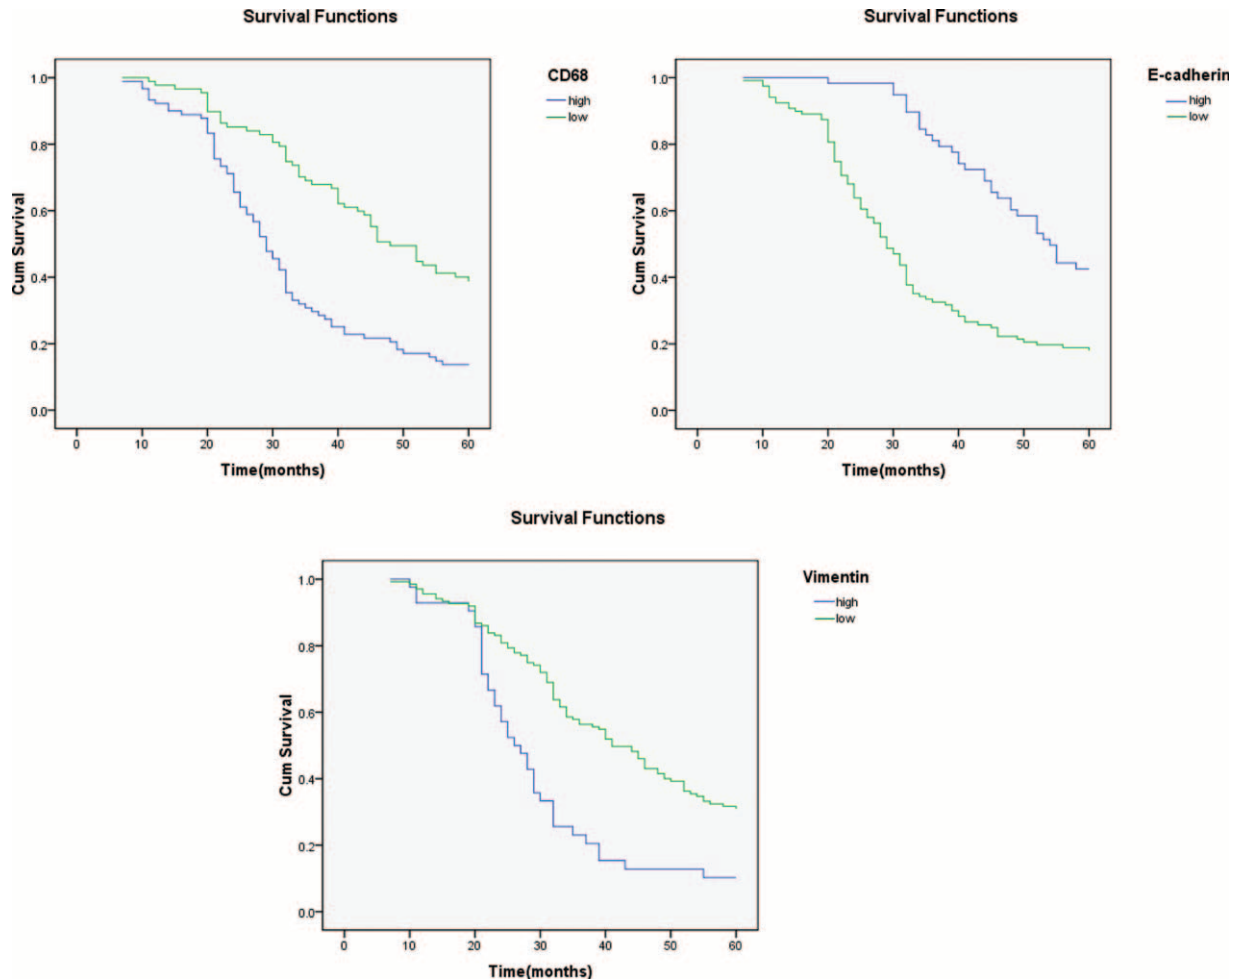 Survival Functions
CD68
high
low
Cum Survival
1.0
0.8
0.6
0.4
0.2
0.0
0 10 20 30 40 50 60
Time(months)
Survival Functions
E-cadherin
high
low
Cum Survival
1.0
0.8
0.6
0.4
0.2
0.0
0 10 20 30 40 50 60
Time(months)
Survival Functions
Vimentin
high
low
Cum Survival
1.0
0.8
0.6
0.4
0.2
0.0
0 10 20 30 40 50 60
Time(months)